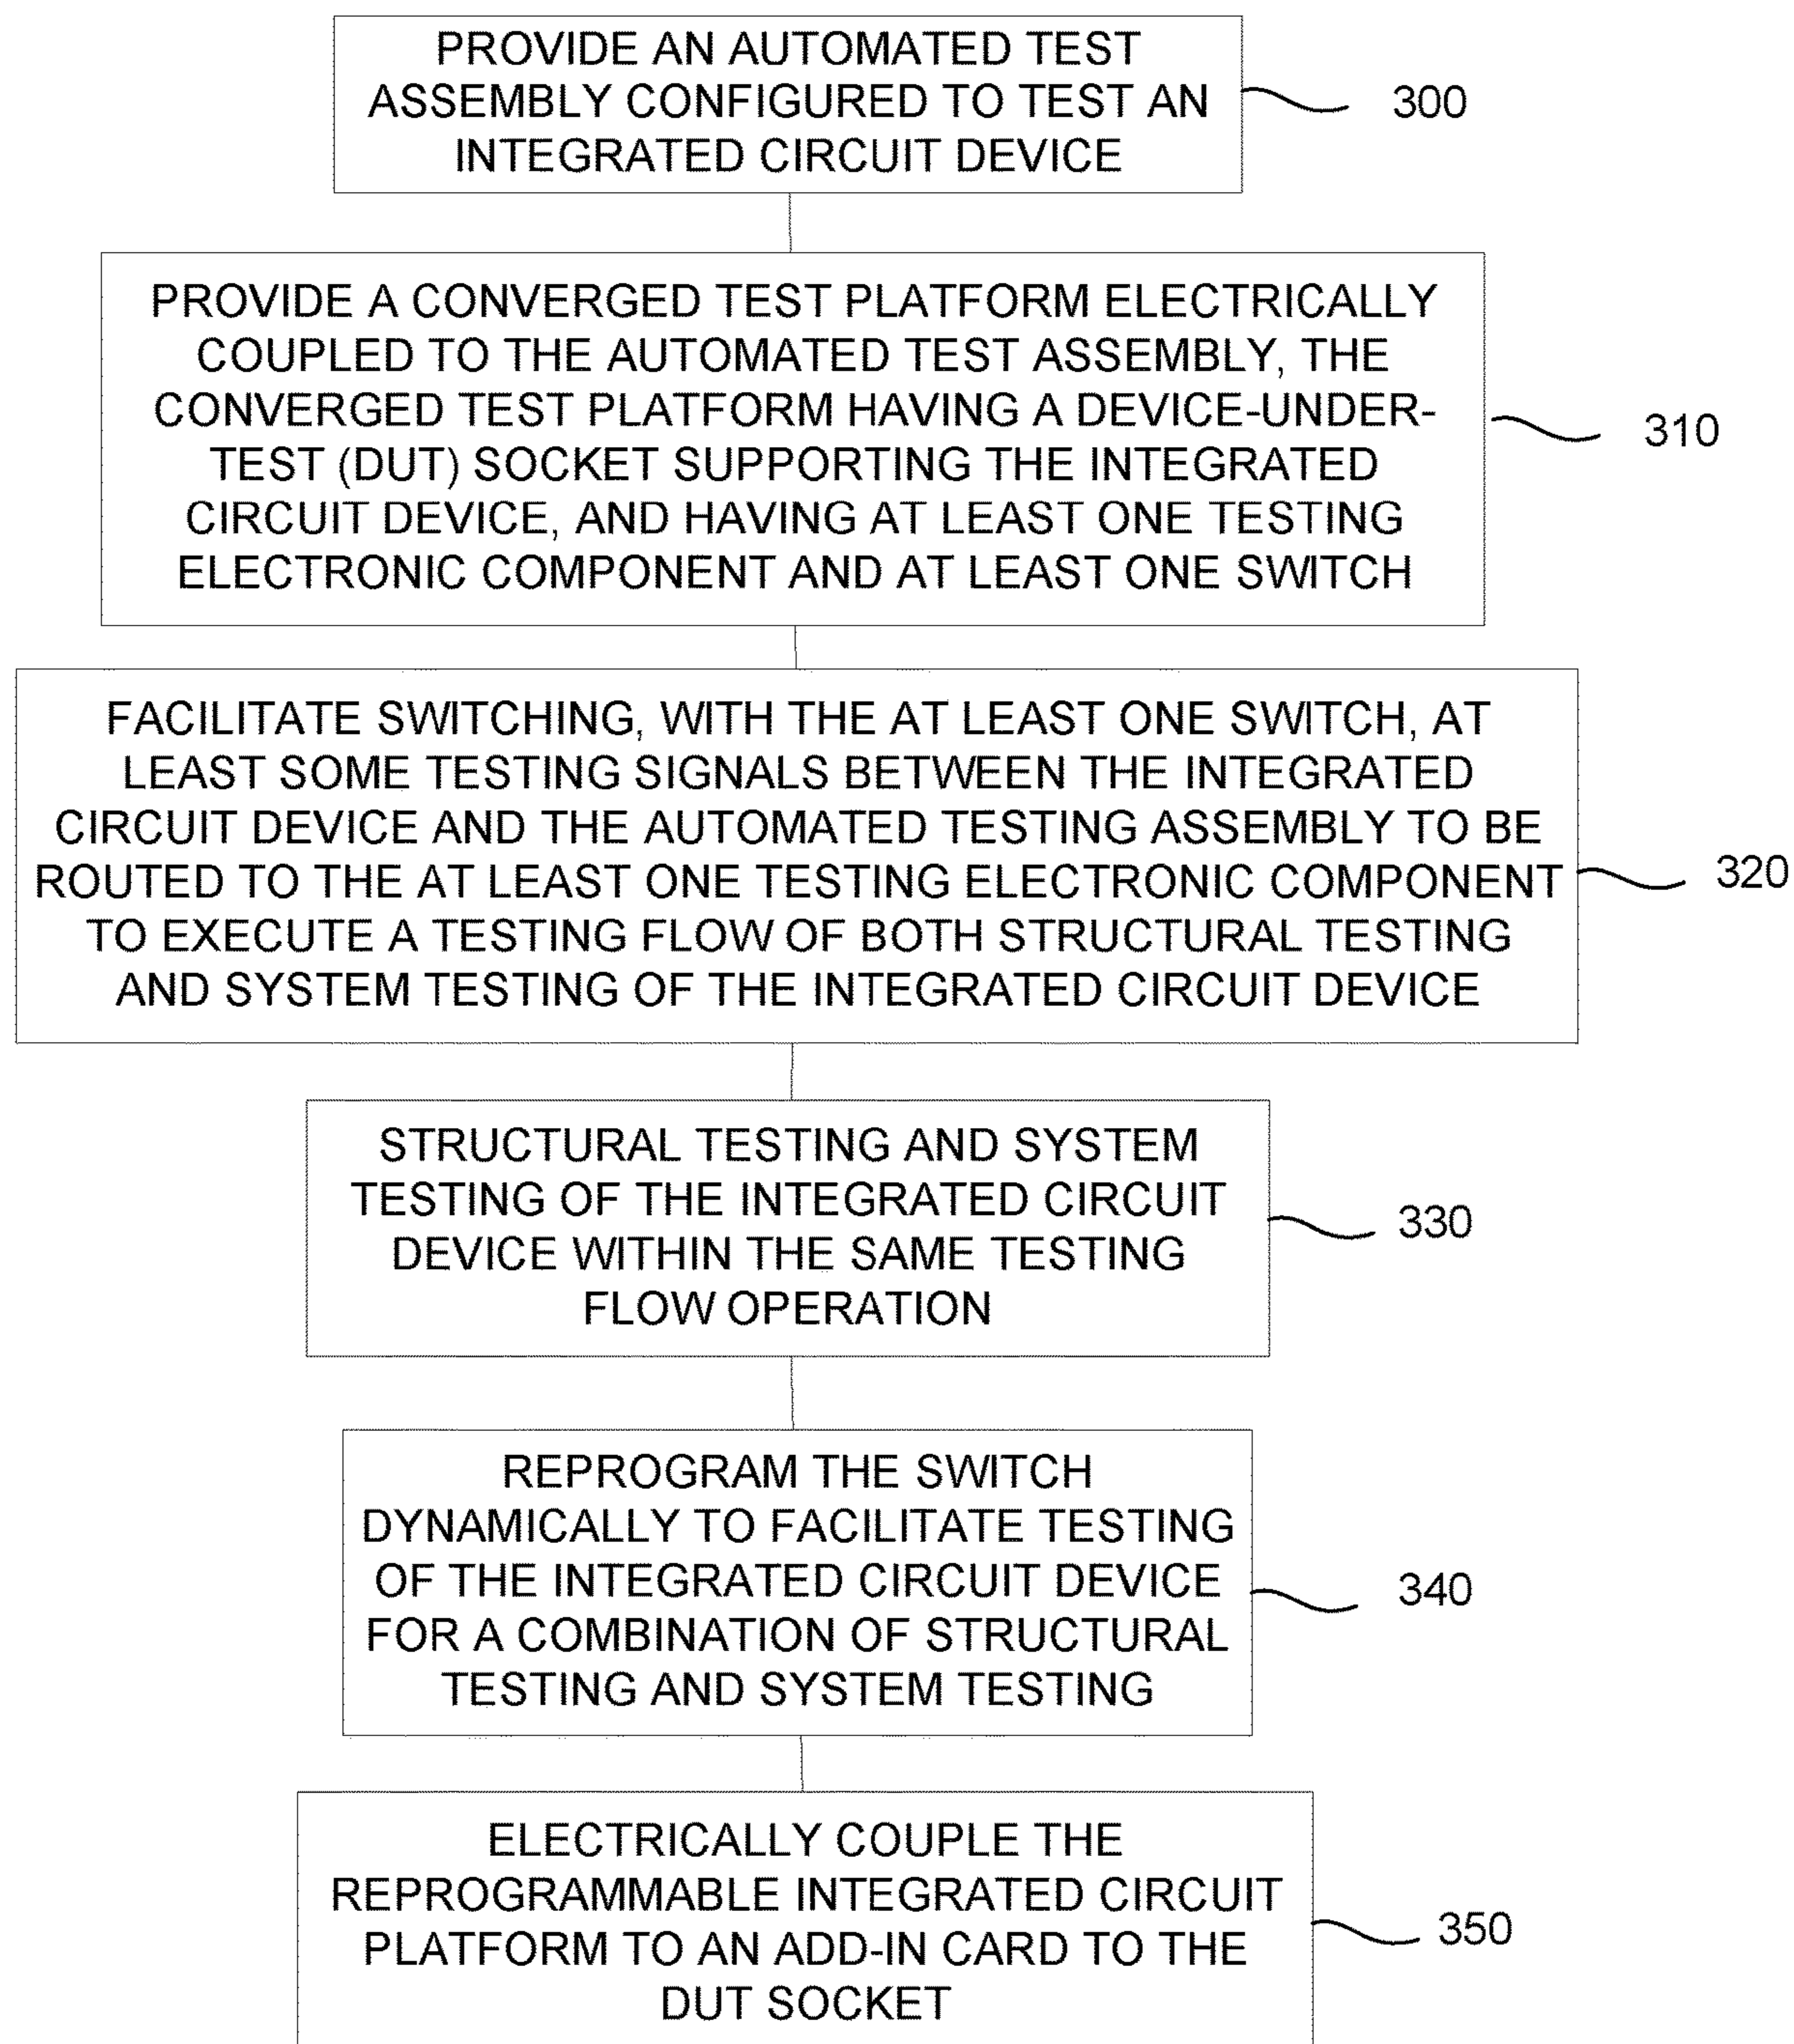 PROVIDE AN AUTOMATED TEST
ASSEMBLY CONFIGURED TO TEST AN
INTEGRATED CIRCUIT DEVICE
300
PROVIDE A CONVERGED TEST PLATFORM ELECTRICALLY
COUPLED TO THE AUTOMATED TEST ASSEMBLY, THE
CONVERGED TEST PLATFORM HAVING A DEVICE-UNDER-
TEST (DUT) SOCKET SUPPORTING THE INTEGRATED
CIRCUIT DEVICE, AND HAVING AT LEAST ONE TESTING
ELECTRONIC COMPONENT AND AT LEAST ONE SWITCH
310
FACILITATE SWITCHING, WITH THE AT LEAST ONE SWITCH, AT
LEAST SOME TESTING SIGNALS BETWEEN THE INTEGRATED
CIRCUIT DEVICE AND THE AUTOMATED TESTING ASSEMBLY TO BE
ROUTED TO THE AT LEAST ONE TESTING ELECTRONIC COMPONENT
TO EXECUTE A TESTING FLOW OF BOTH STRUCTURAL TESTING
AND SYSTEM TESTING OF THE INTEGRATED CIRCUIT DEVICE
320
STRUCTURAL TESTING AND SYSTEM
TESTING OF THE INTEGRATED CIRCUIT
DEVICE WITHIN THE SAME TESTING
FLOW OPERATION
330
REPROGRAM THE SWITCH
DYNAMICALLY TO FACILITATE TESTING
OF THE INTEGRATED CIRCUIT DEVICE
FOR A COMBINATION OF STRUCTURAL
TESTING AND SYSTEM TESTING
340
ELECTRICALLY COUPLE THE
REPROGRAMMABLE INTEGRATED CIRCUIT
PLATFORM TO AN ADD-IN CARD TO THE
DUT SOCKET
350